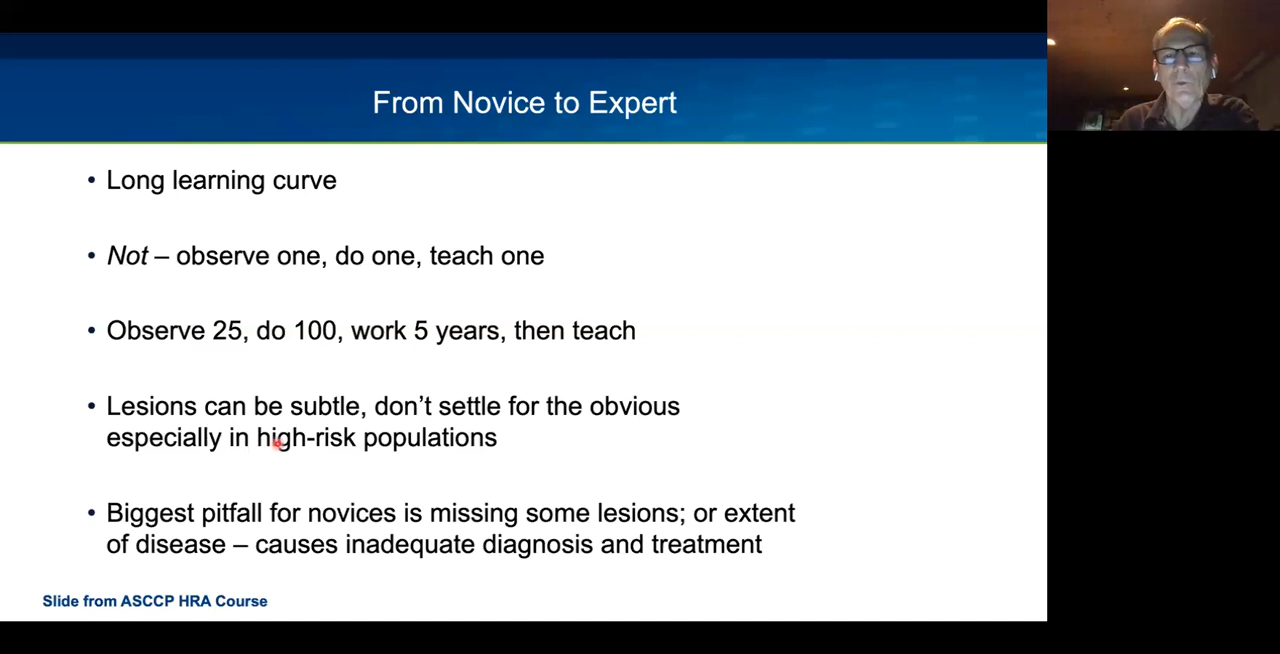 From Novice to Expert
• Long learning curve
• Not – observe one, do one, teach one
• Observe 25, do 100, work 5 years, then teach
• Lesions can be subtle, don't settle for the obvious
especially in high-risk populations
• Biggest pitfall for novices is missing some lesions; or extent
of disease – causes inadequate diagnosis and treatment
Slide from ASCCP HRA Course